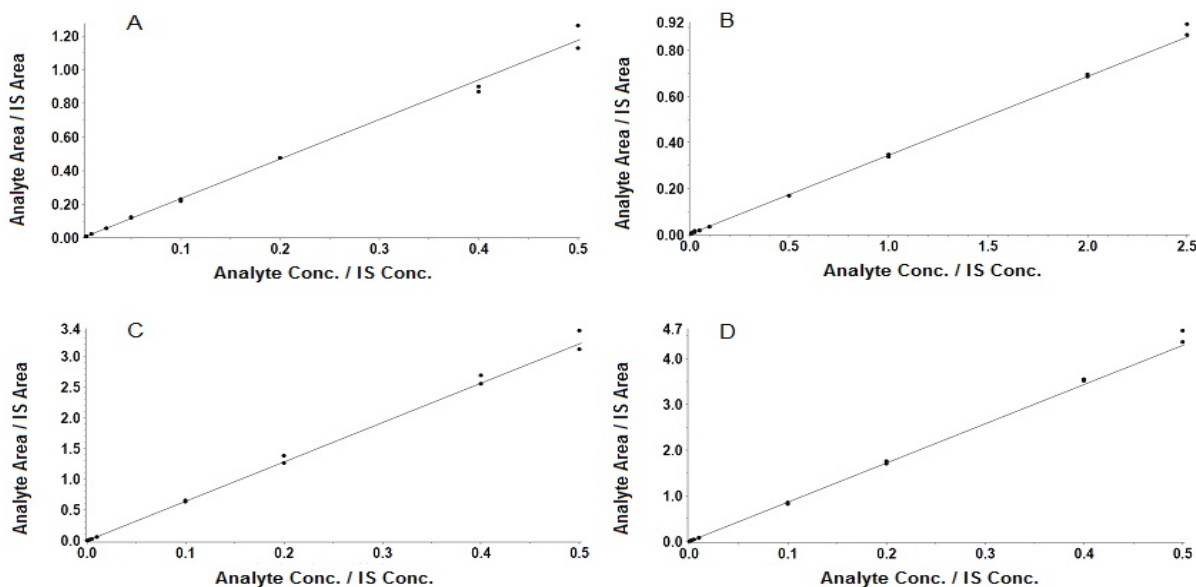 A
Analyte Area / IS Area
1.20
1.00
0.80
0.60
0.40
0.20
0.00
0.1 0.2 0.3 0.4 0.5
Analyte Conc. / IS Conc.
B
Analyte Area / IS Area
0.92
0.80
0.60
0.40
0.20
0.00
0.0 0.5 1.0 1.5 2.0 2.5
Analyte Conc. / IS Conc.
C
Analyte Area / IS Area
3.4
3.0
2.5
2.0
1.5
1.0
0.5
0.0
0.0 0.1 0.2 0.3 0.4 0.5
Analyte Conc. / IS Conc.
D
Analyte Area / IS Area
4.7
4.0
3.0
2.0
1.0
0.0
0.0 0.1 0.2 0.3 0.4 0.5
Analyte Conc. / IS Conc.